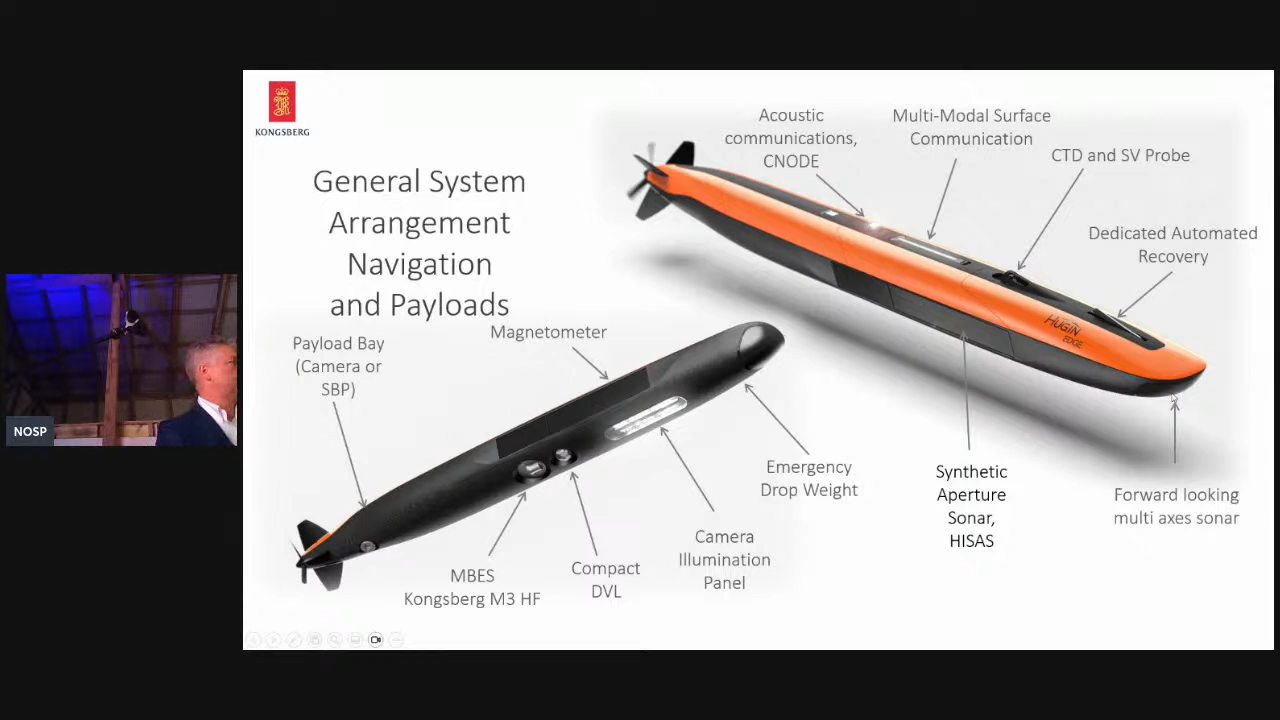 KONGSBERG
General System
Arrangement
Navigation
and Payloads
Acoustic
communications,
CNODE
Multi-Modal Surface
Communication
CTD and SV Probe
Dedicated Automated
Recovery
HUGIN
EDGE
Payload Bay
(Camera or
SBP)
Magnetometer
NOSP
Emergency
Drop Weight
Synthetic
Aperture
Sonar,
HISAS
Forward looking
multi axes sonar
Camera
Illumination
Panel
Compact
DVL
MBES
Kongsberg M3 HF